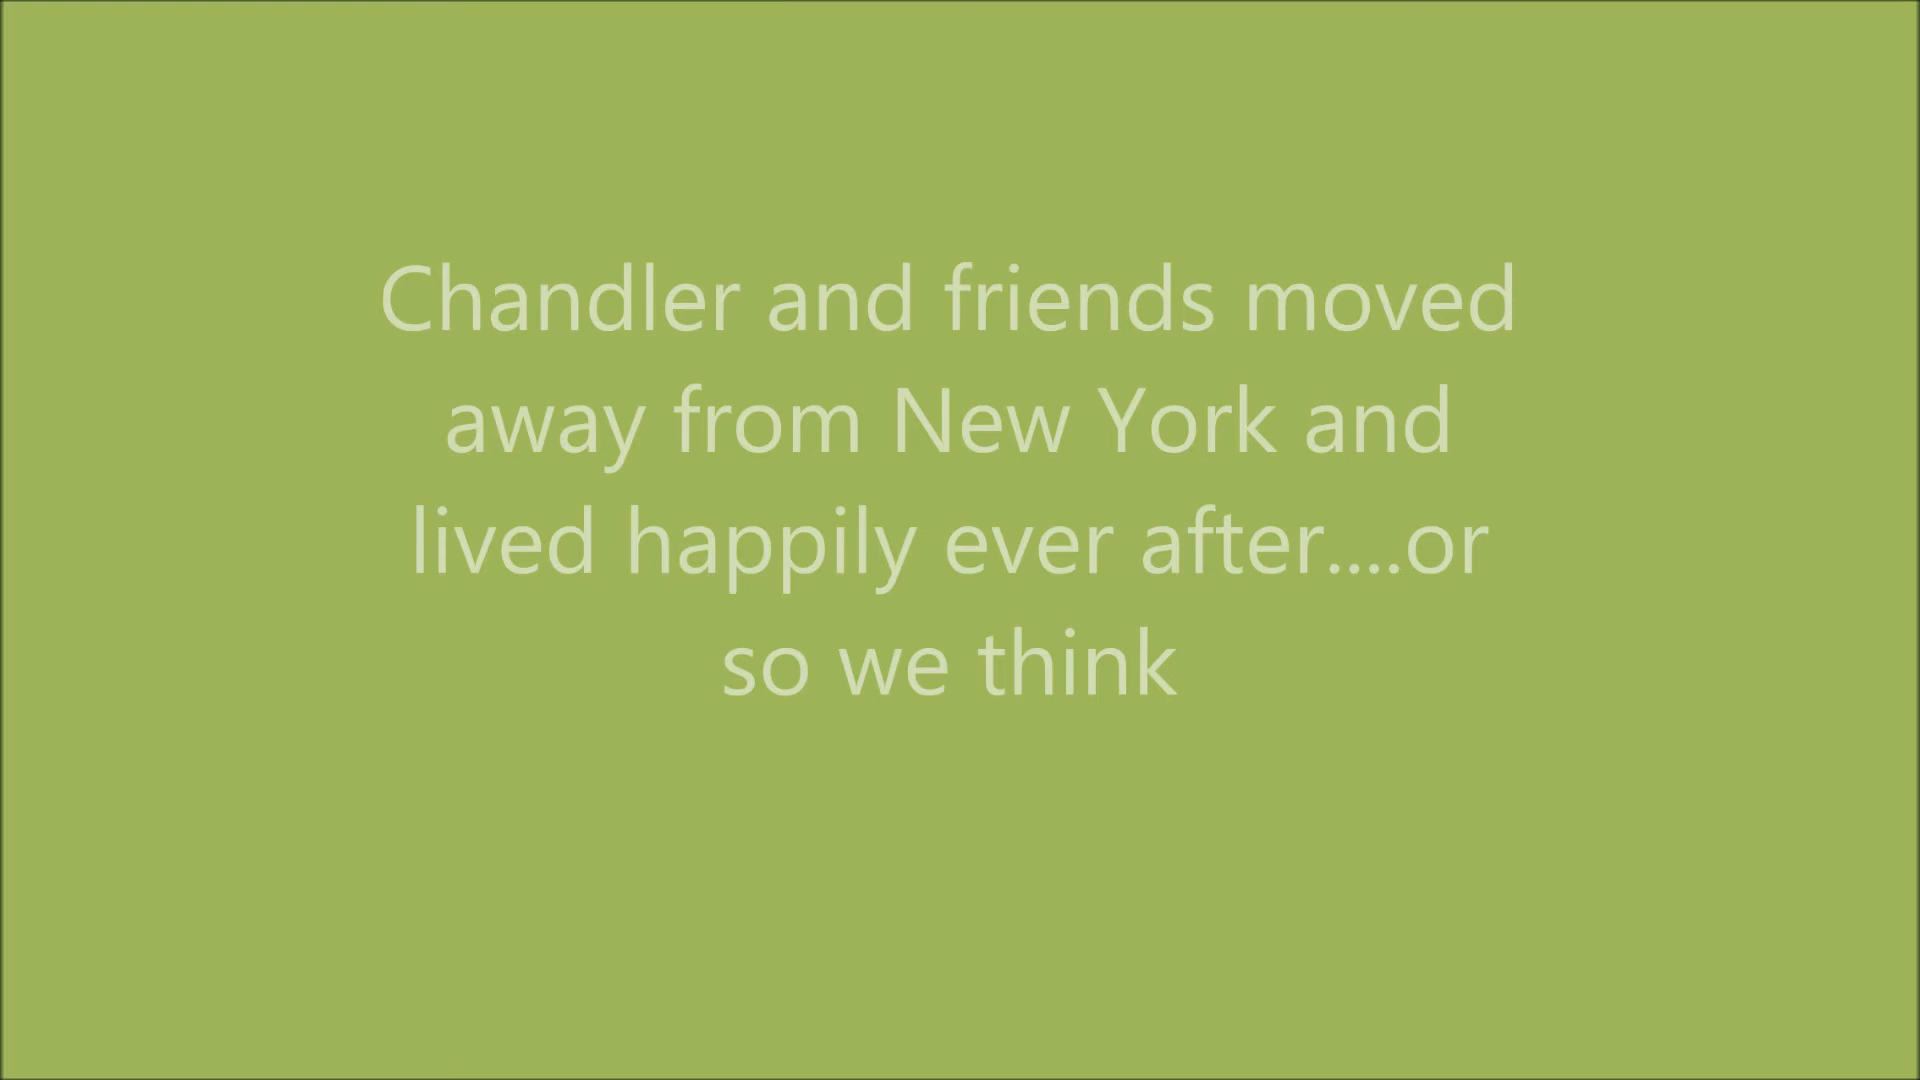 Chandler and friends moved
away from New York and
lived happily ever after....or
so we think